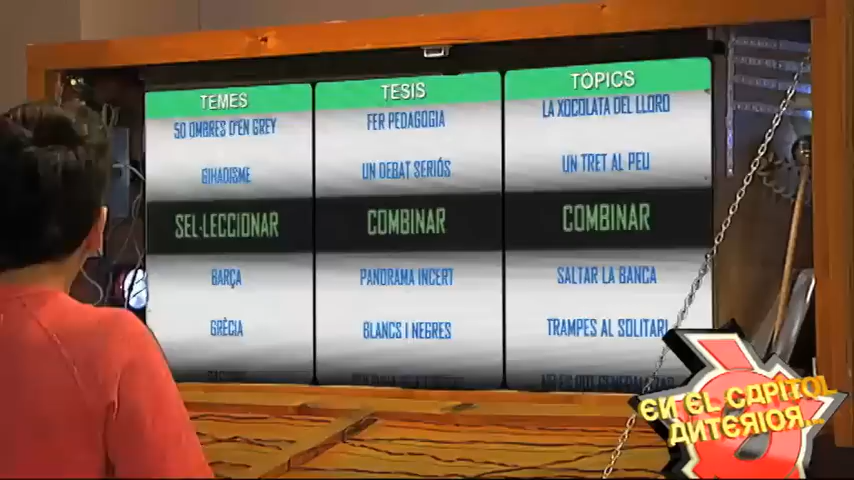 TEMES
50 OMBRES D'EN GREY
GIHADISME
SEL·LECCIONAR
BARÇA
GRÈCIA
TESIS
FER PEDAGOGIA
UN DEBAT SERIÓS
COMBINAR
PANORAMA INCERT
BLANCS I NEGRES
TÒPICS
LA XOCOLATA DEL LLORO
UN TRET AL PEU
COMBINAR
SALTAR LA BANCA
TRAMPES AL SOLITARI
EN EL CAPITOL
ANTERIOR...